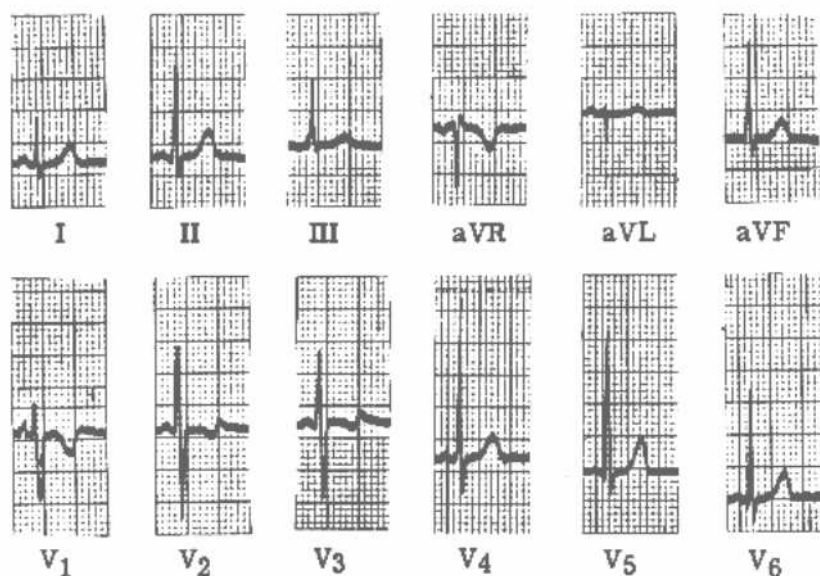 I II III aVR aVL aVF
V₁ V₂ V₃ V₄ V₅ V₆